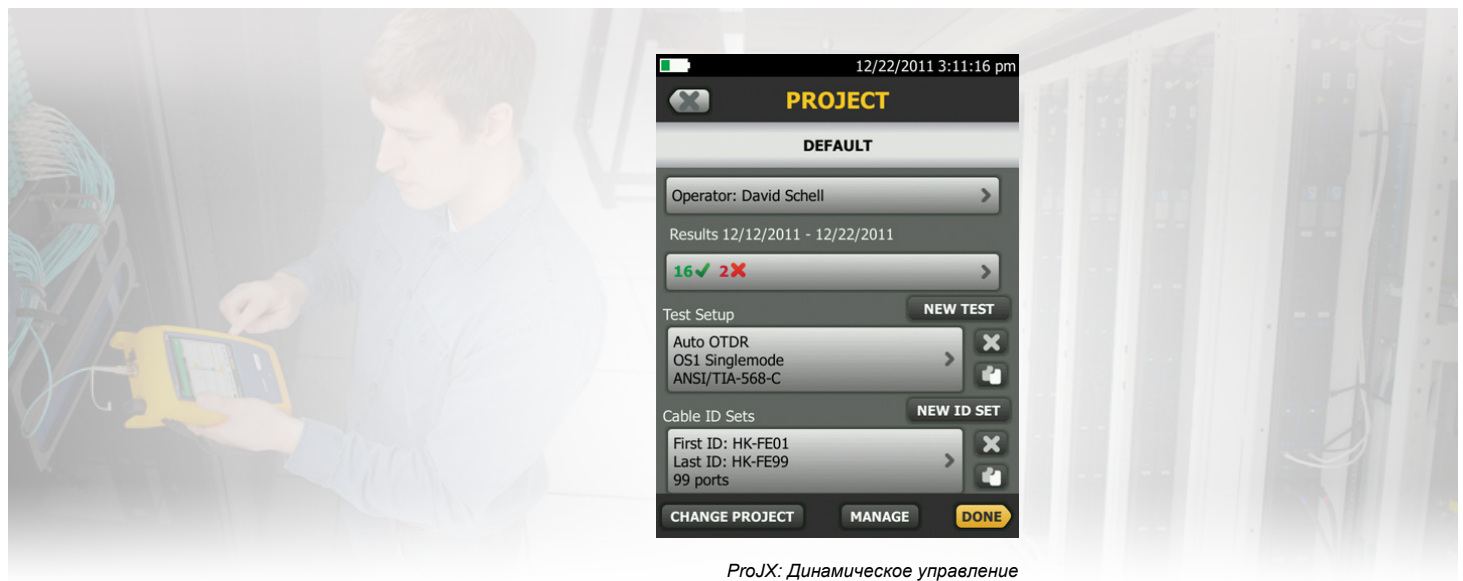 12/22/2011 3:11:16 pm
PROJECT
DEFAULT
Operator: David Schell
Results 12/12/2011 - 12/22/2011
16✔ 2✖
Test Setup
NEW TEST
Auto OTDR
OS1 Singlemode
ANSI/TIA-568-C
Cable ID Sets
NEW ID SET
First ID: HK-FE01
Last ID: HK-FE99
99 ports
CHANGE PROJECT
MANAGE
DONE
ProJX: Динамическое управление